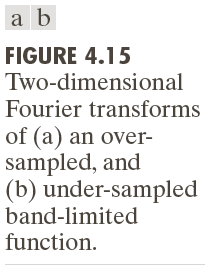 a b
FIGURE 4.15
Two-dimensional
Fourier transforms
of (a) an over-
sampled, and
(b) under-sampled
band-limited
function.